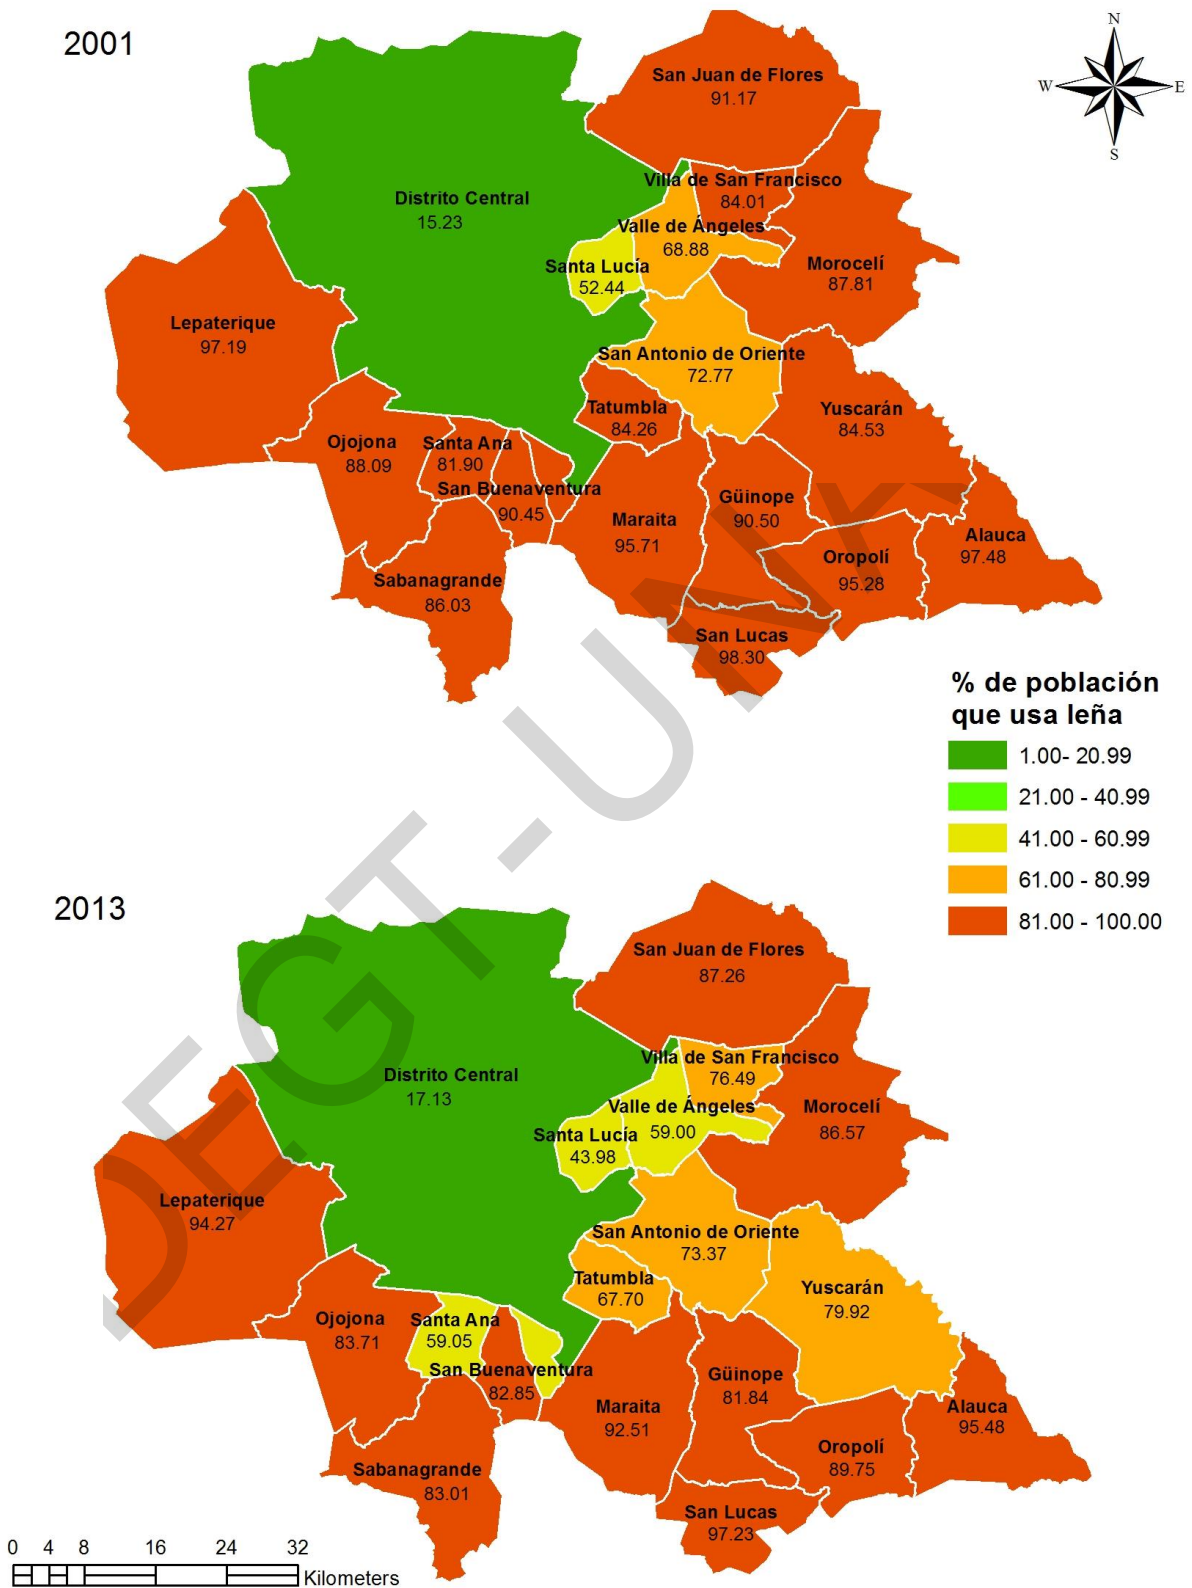 2001
N
W
E
S
San Juan de Flores
91.17
Villa de San Francisco
84.01
Distrito Central
15.23
Valle de Ángeles
68.88
Santa Lucía
52.44
Morocelí
87.81
Lepaterique
97.19
San Antonio de Oriente
72.77
Tatumbla
84.26
Yuscarán
84.53
Ojojona
88.09
Santa Ana
81.90
San Buenaventura
90.45
Güinope
90.50
Maraita
95.71
Alauca
97.48
Oropolí
95.28
Sabanagrande
86.03
San Lucas
98.30
% de población
que usa leña
1.00- 20.99
21.00 - 40.99
41.00 - 60.99
61.00 - 80.99
81.00 - 100.00
2013
San Juan de Flores
87.26
Villa de San Francisco
76.49
Distrito Central
17.13
Valle de Ángeles
59.00
Santa Lucía
43.98
Morocelí
86.57
Lepaterique
94.27
San Antonio de Oriente
73.37
Tatumbla
67.70
Yuscarán
79.92
Ojojona
83.71
Santa Ana
59.05
San Buenaventura
82.85
Güinope
81.84
Maraita
92.51
Alauca
95.48
Oropolí
89.75
Sabanagrande
83.01
San Lucas
97.23
0 4 8 16 24 32
Kilometers